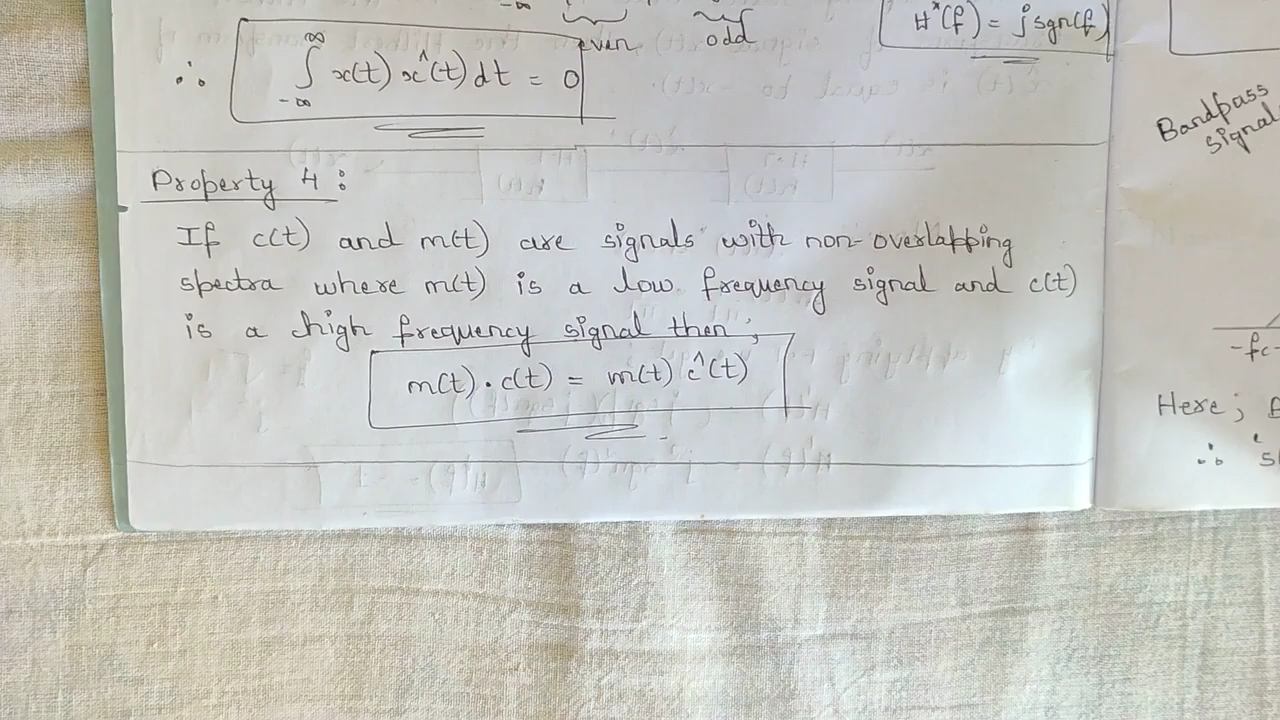 -∞ even odd
H*(f) = j sgn(f)
∴ ∫_{-∞}^{∞} x(t) x̂(t) dt = 0
Property 4 :
If c(t) and m(t) are signals with non-overlapping
spectra where m(t) is a low frequency signal and c(t)
is a high frequency signal then,
m(t) · c(t) = m(t) ĉ(t)
Bandpass
signal
-fc
Here;
∴